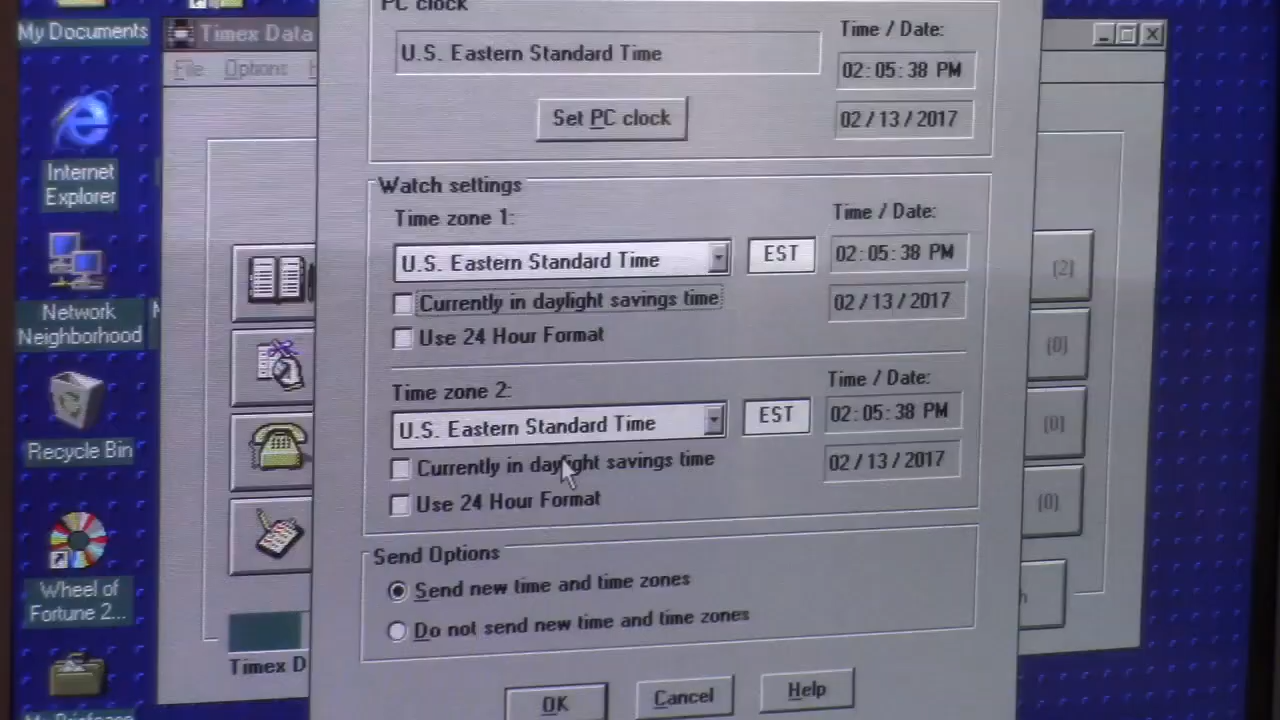 PC clock
My Documents
Timex Data
Time / Date:
U.S. Eastern Standard Time
File Options
02:05:38 PM
Set PC clock
02/13/2017
Internet
Explorer
Watch settings
Time zone 1:
Time / Date:
U.S. Eastern Standard Time
EST
02:05:38 PM
(2)
Currently in daylight savings time
02/13/2017
Network
Neighborhood
Use 24 Hour Format
(0)
Time zone 2:
Time / Date:
U.S. Eastern Standard Time
EST
02:05:38 PM
(0)
Recycle Bin
Currently in daylight savings time
02/13/2017
Use 24 Hour Format
(0)
Send Options
Wheel of
Fortune 2...
Send new time and time zones
Do not send new time and time zones
Timex D
OK
Cancel
Help